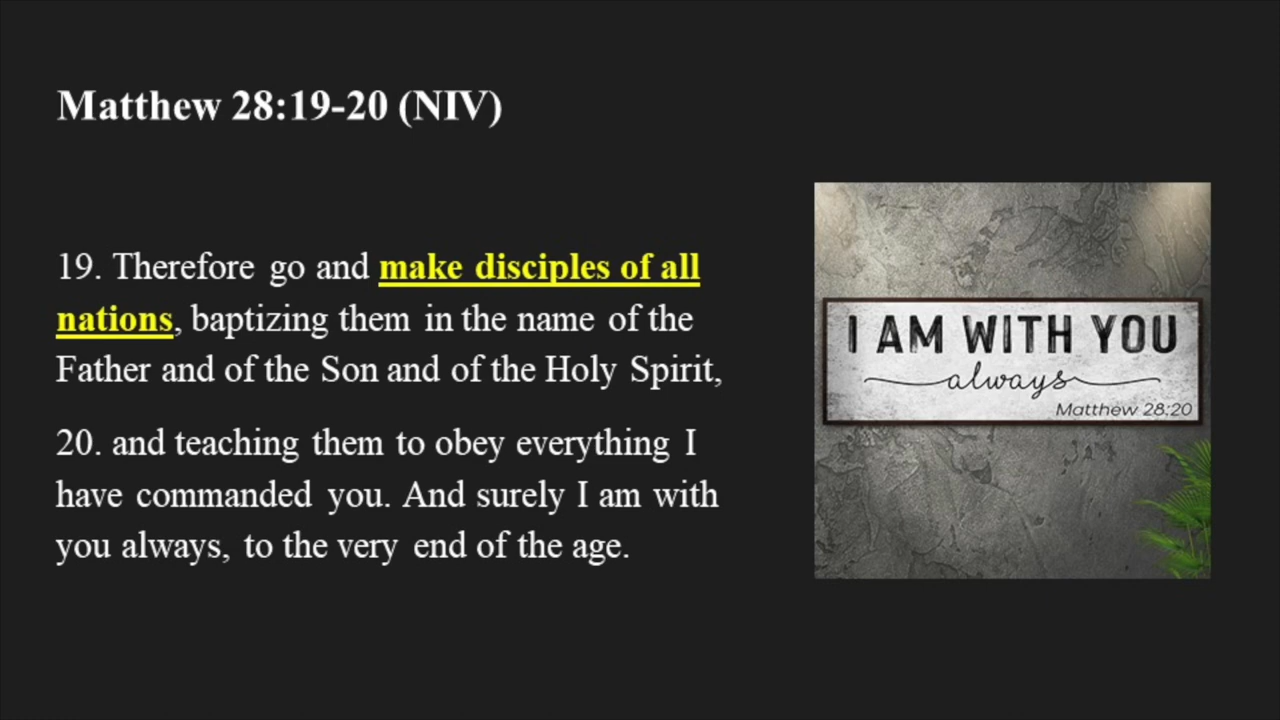 Matthew 28:19-20 (NIV)
19. Therefore go and make disciples of all
nations, baptizing them in the name of the
Father and of the Son and of the Holy Spirit,
20. and teaching them to obey everything I
have commanded you. And surely I am with
you always, to the very end of the age.
I AM WITH YOU
always
Matthew 28:20